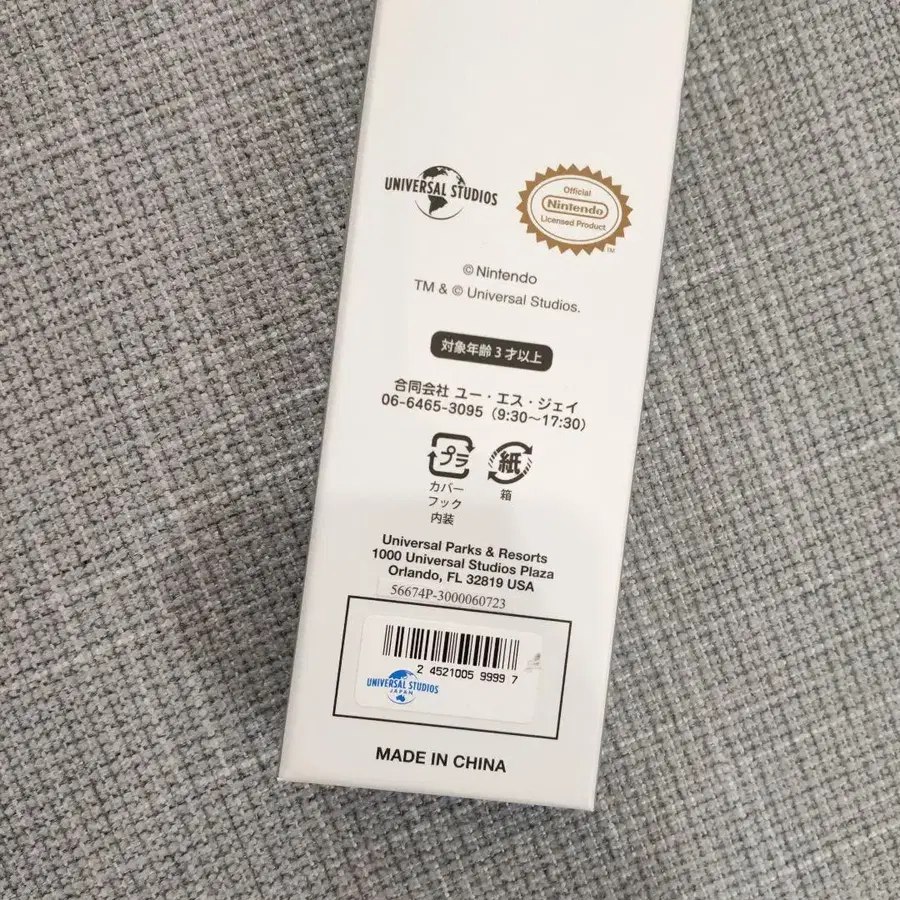 UNIVERSAL STUDIOS
Official
Nintendo
Licensed Product
TM
© Nintendo
TM & © Universal Studios.
対象年齢3才以上
合同会社 ユー・エス・ジェイ
06-6465-3095（9:30～17:30）
プラ
紙
カバー
フック
内装
箱
Universal Parks & Resorts
1000 Universal Studios Plaza
Orlando, FL 32819 USA
56674P-3000060723
2 4521005 9999 7
UNIVERSAL STUDIOS
JAPAN
MADE IN CHINA